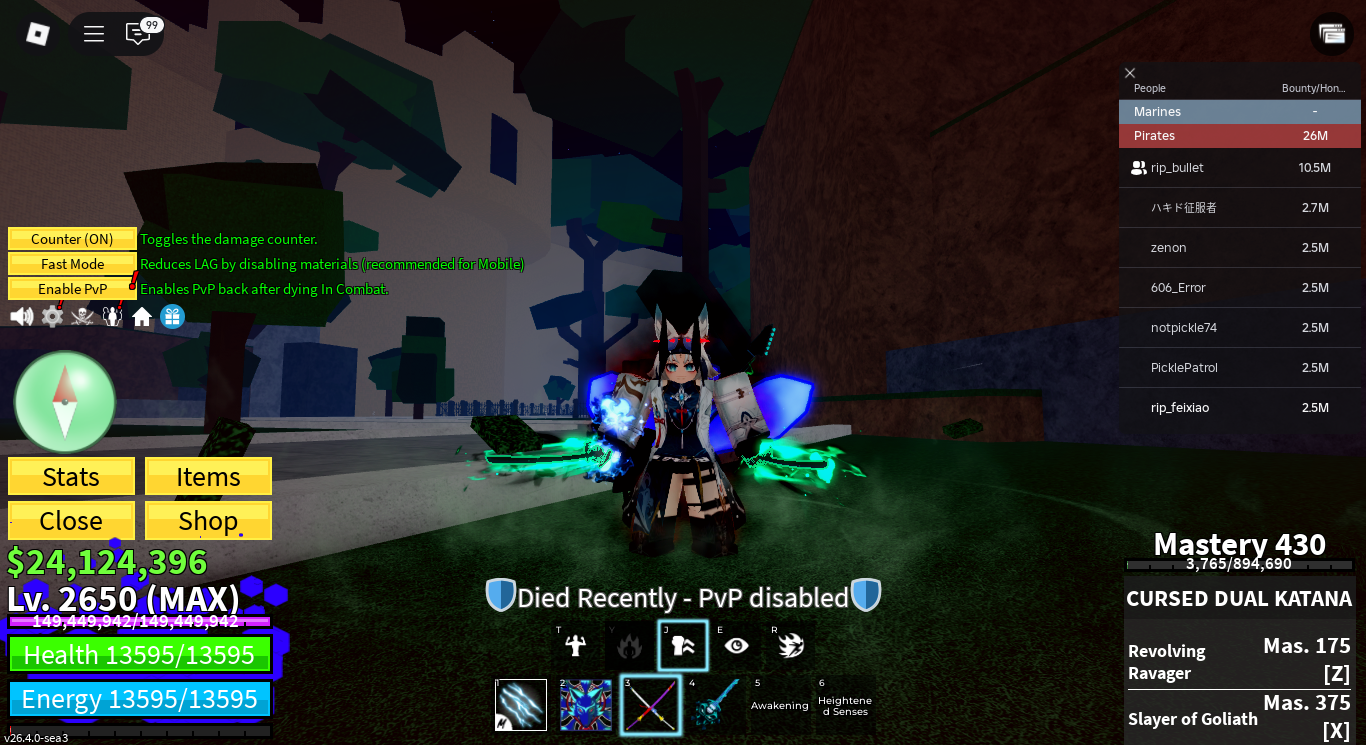 99
People Bounty/Hon...
Marines -
Pirates 26M
rip_bullet 10.5M
ハキド征服者 2.7M
zenon 2.5M
606_Error 2.5M
notpickle74 2.5M
PicklePatrol 2.5M
rip_feixiao 2.5M
Counter (ON) Toggles the damage counter.
Fast Mode Reduces LAG by disabling materials (recommended for Mobile)
Enable PvP Enables PvP back after dying In Combat.
Stats Items
Close Shop
$24,124,396
Lv. 2650 (MAX)
149,449,942/149,449,942
Health 13595/13595
Energy 13595/13595
v26.4.0-sea3
Died Recently - PvP disabled
T Y J E R
1 2 3 4 5 6
Awakening
Heightene
d Senses
Mastery 430
3,765/894,690
CURSED DUAL KATANA
Revolving Ravager Mas. 175
[Z]
Slayer of Goliath Mas. 375
[X]